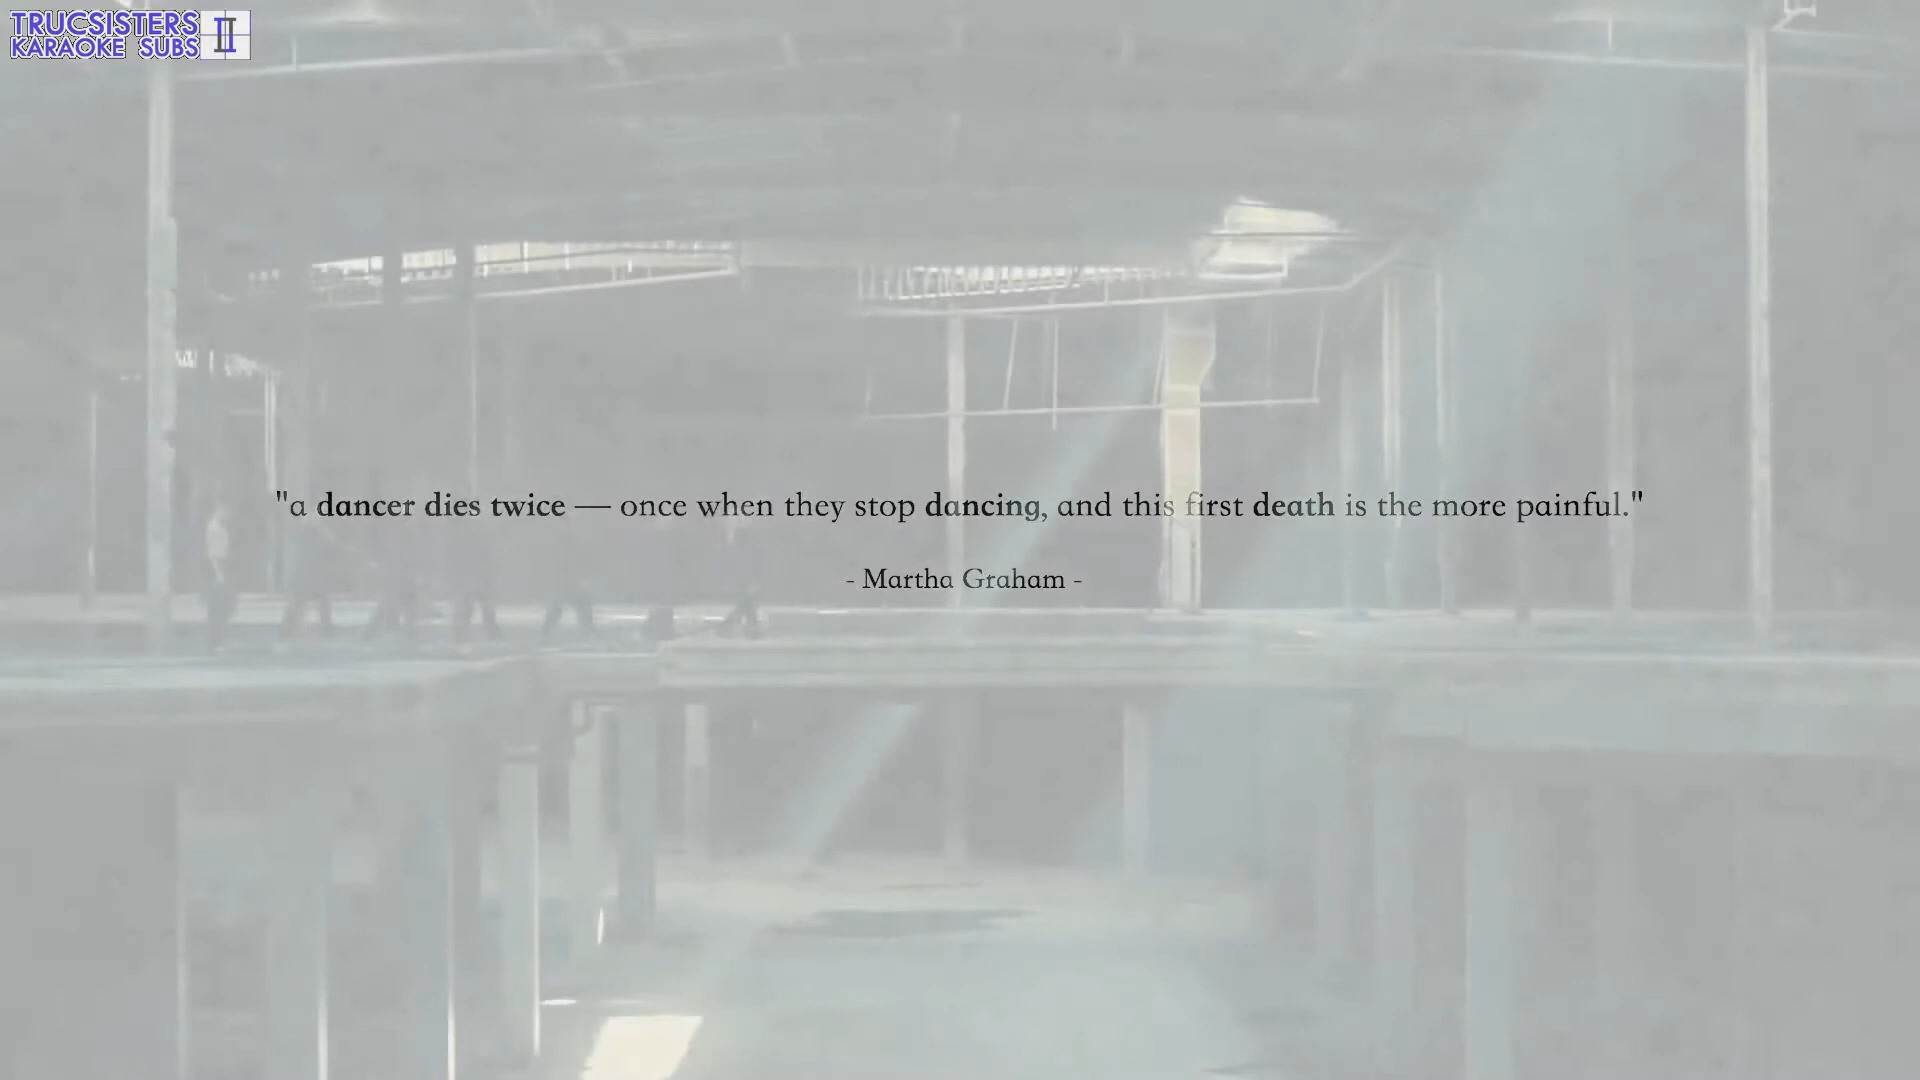 TRUCSISTERS
KARAOKE SUBS II
"a dancer dies twice — once when they stop dancing, and this first death is the more painful."
- Martha Graham -